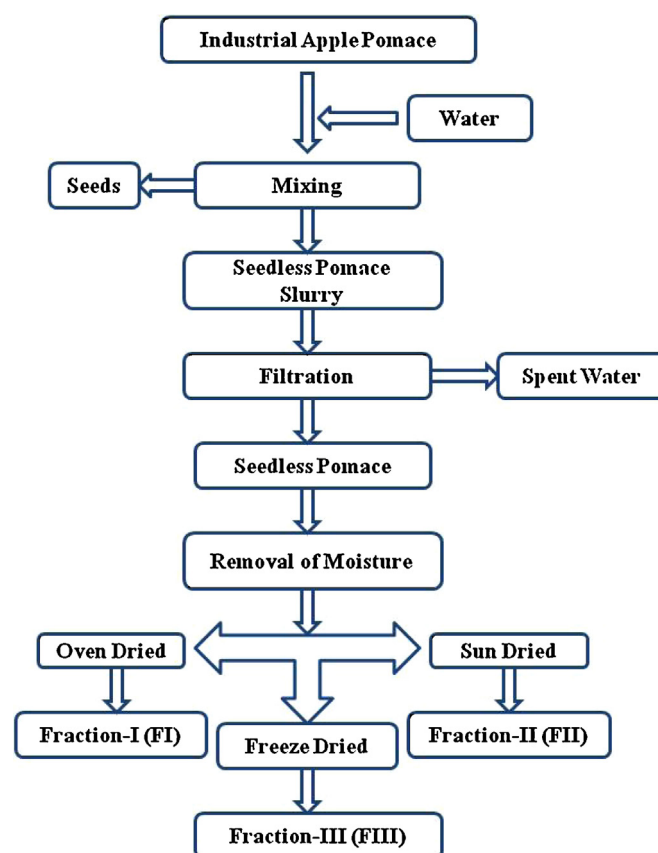 Industrial Apple Pomace
Water
Seeds
Mixing
Seedless Pomace
Slurry
Filtration
Spent Water
Seedless Pomace
Removal of Moisture
Oven Dried
Sun Dried
Fraction-I (FI)
Freeze Dried
Fraction-II (FII)
Fraction-III (FIII)